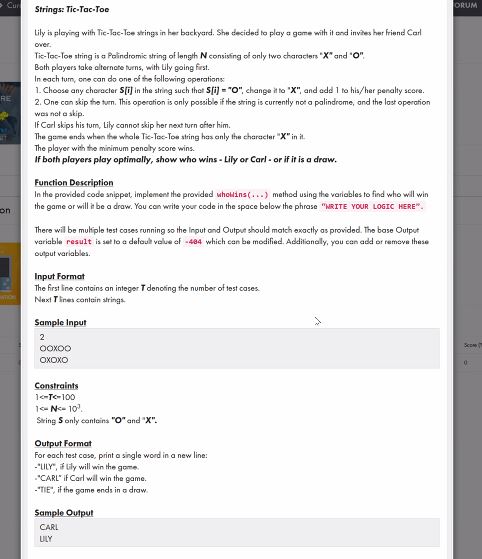 Cur
FORUM
Strings: Tic-Tac-Toe
Lily is playing with Tic-Tac-Toe strings in her backyard. She decided to play a game with it and invites her friend Carl
over.
Tic-Tac-Toe string is a Palindromic string of length N consisting of only two characters "X" and "O".
Both players take alternate turns, with Lily going first.
In each turn, one can do one of the following operations:
1. Choose any character S[i] in the string such that S[i] = "O", change it to "X", and add 1 to his/her penalty score.
2. One can skip the turn. This operation is only possible if the string is currently not a palindrome, and the last operation
was not a skip.
If Carl skips his turn, Lily cannot skip her next turn after him.
The game ends when the whole Tic-Tac-Toe string has only the character "X" in it.
The player with the minimum penalty score wins.
If both players play optimally, show who wins - Lily or Carl - or if it is a draw.
Function Description
In the provided code snippet, implement the provided whoWins(...) method using the variables to find who will win
the game or will it be a draw. You can write your code in the space below the phrase "WRITE YOUR LOGIC HERE".
There will be multiple test cases running so the Input and Output should match exactly as provided. The base Output
variable result is set to a default value of -404 which can be modified. Additionally, you can add or remove these
output variables.
Input Format
The first line contains an integer T denoting the number of test cases.
Next T lines contain strings.
Sample Input
2
OOXOO
OXOXO
Constraints
1<=T<=100
1<= N<= 10³.
String S only contains "O" and "X".
Output Format
For each test case, print a single word in a new line:
-"LILY", if Lily will win the game.
-"CARL" if Carl will win the game.
-"TIE", if the game ends in a draw.
Sample Output
CARL
LILY